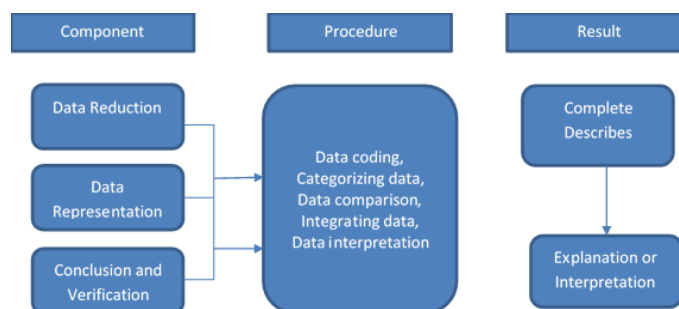 Component
Procedure
Result
Data Reduction
Data
Representation
Conclusion and
Verification
Data coding,
Categorizing data,
Data comparison,
Integrating data,
Data interpretation
Complete
Describes
Explanation or
Interpretation